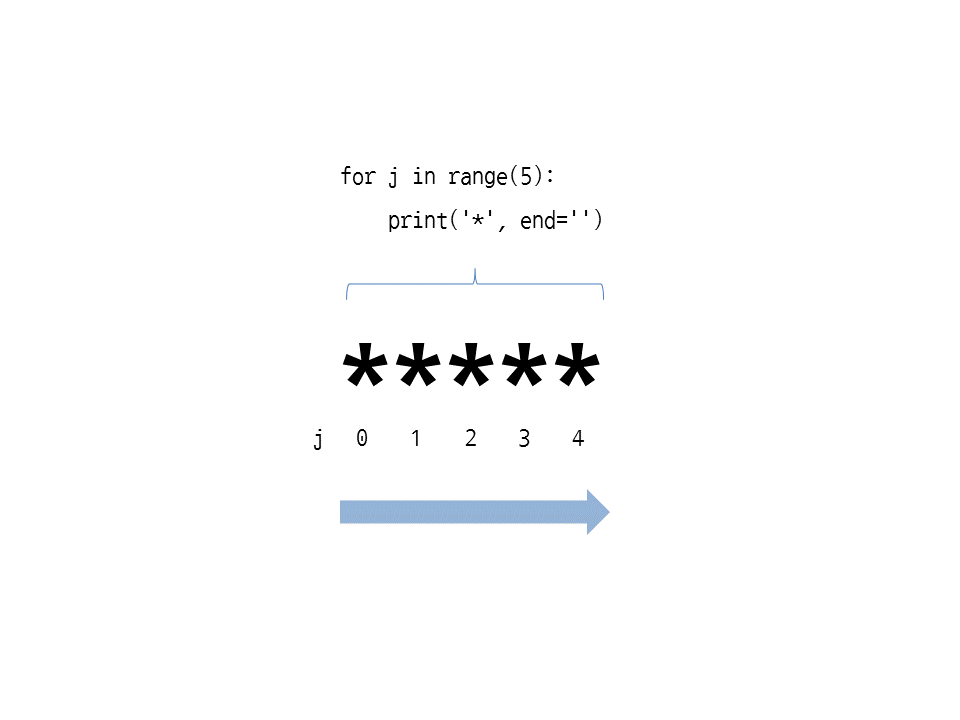 for j in range(5):
    print('*', end='')
*****
j 0 1 2 3 4